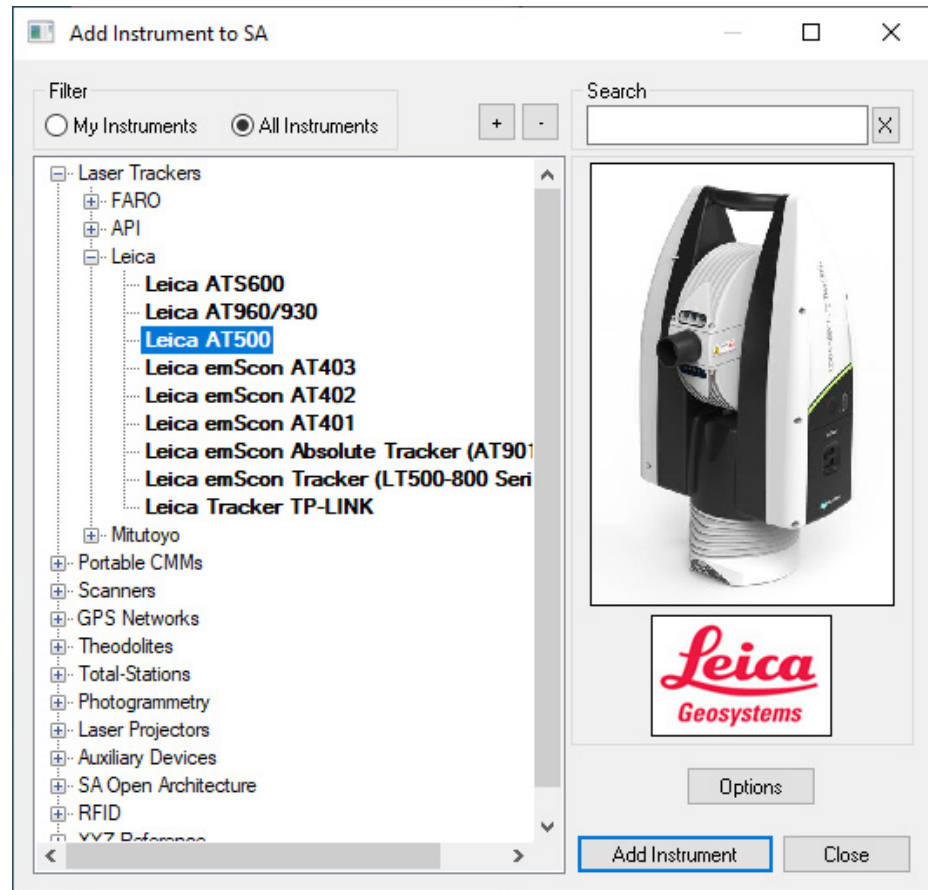 Add Instrument to SA
Filter
My Instruments
All Instruments
+
-
Search
X
Laser Trackers
FARO
API
Leica
Leica ATS600
Leica AT960/930
Leica AT500
Leica emScon AT403
Leica emScon AT402
Leica emScon AT401
Leica emScon Absolute Tracker (AT901
Leica emScon Tracker (LT500-800 Seri
Leica Tracker TP-LINK
Mitutoyo
Portable CMMs
Scanners
GPS Networks
Theodolites
Total-Stations
Photogrammetry
Laser Projectors
Auxiliary Devices
SA Open Architecture
RFID
XYZ Reference
Leica
Geosystems
Options
Add Instrument
Close